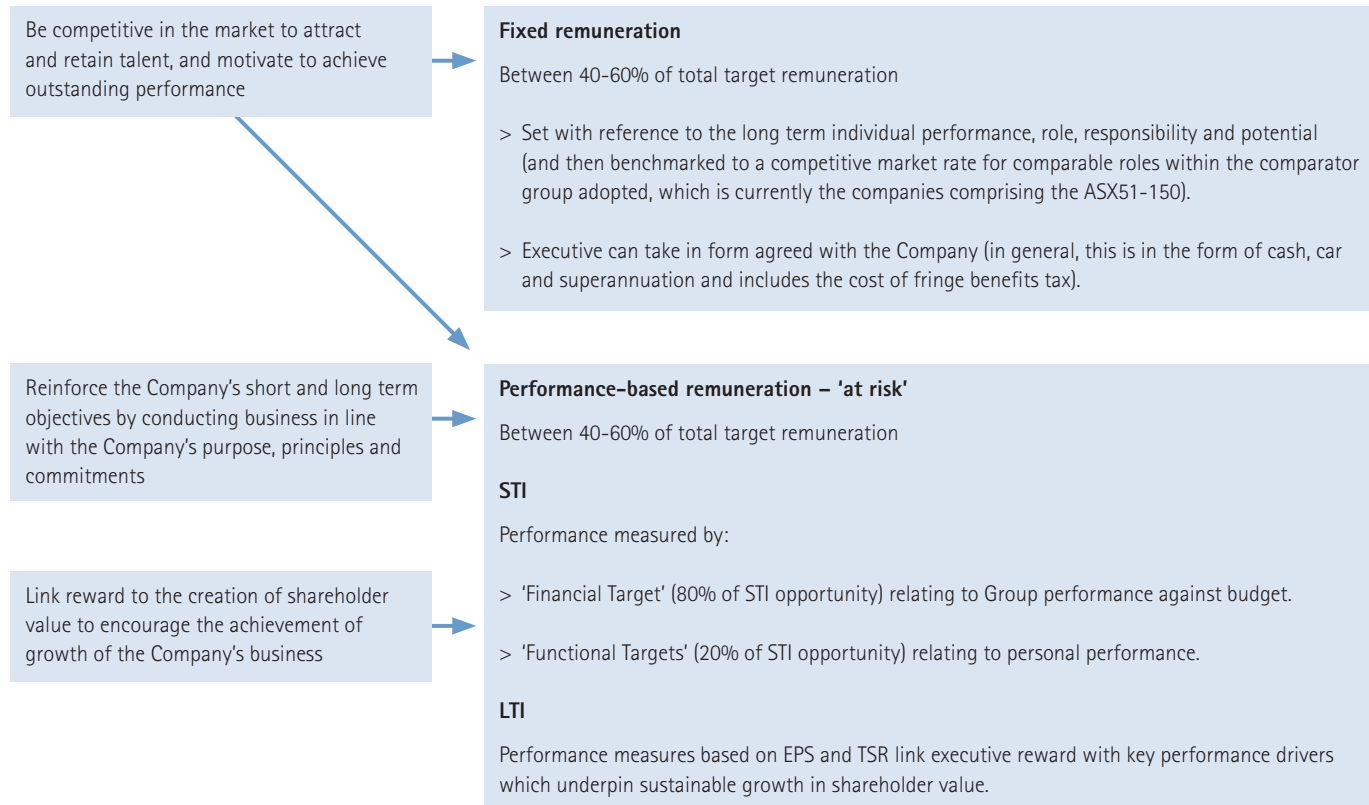 Be competitive in the market to attract
and retain talent, and motivate to achieve
outstanding performance
Fixed remuneration
Between 40-60% of total target remuneration
> Set with reference to the long term individual performance, role, responsibility and potential
(and then benchmarked to a competitive market rate for comparable roles within the comparator
group adopted, which is currently the companies comprising the ASX51-150).
> Executive can take in form agreed with the Company (in general, this is in the form of cash, car
and superannuation and includes the cost of fringe benefits tax).
Reinforce the Company's short and long term
objectives by conducting business in line
with the Company's purpose, principles and
commitments
Link reward to the creation of shareholder
value to encourage the achievement of
growth of the Company's business
Performance-based remuneration – 'at risk'
Between 40-60% of total target remuneration
STI
Performance measured by:
> 'Financial Target' (80% of STI opportunity) relating to Group performance against budget.
> 'Functional Targets' (20% of STI opportunity) relating to personal performance.
LTI
Performance measures based on EPS and TSR link executive reward with key performance drivers
which underpin sustainable growth in shareholder value.